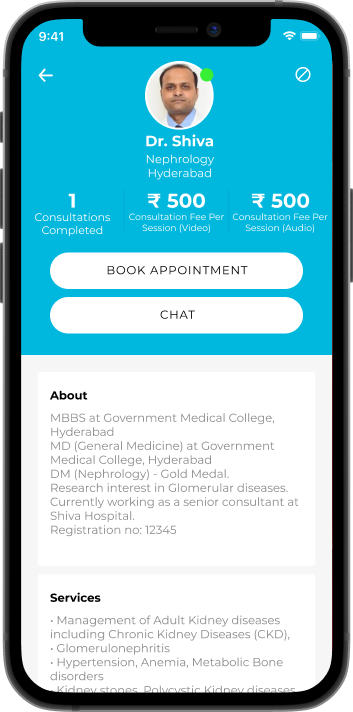 9:41
Dr. Shiva
Nephrology
Hyderabad
1
Consultations
Completed
₹ 500
Consultation Fee Per
Session (Video)
₹ 500
Consultation Fee Per
Session (Audio)
BOOK APPOINTMENT
CHAT
About
MBBS at Government Medical College,
Hyderabad
MD (General Medicine) at Government
Medical College, Hyderabad
DM (Nephrology) - Gold Medal.
Research interest in Glomerular diseases.
Currently working as a senior consultant at
Shiva Hospital.
Registration no: 12345
Services
• Management of Adult Kidney diseases
including Chronic Kidney Diseases (CKD),
• Glomerulonephritis
• Hypertension, Anemia, Metabolic Bone
disorders
• Kidney stones, Polycystic Kidney diseases